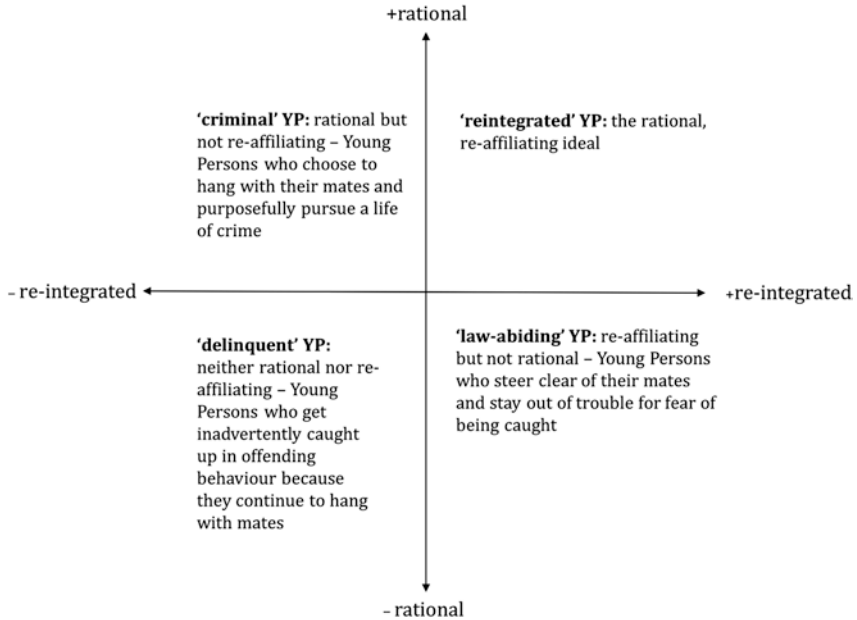 +rational
‘criminal’ YP: rational but
not re-affiliating – Young
Persons who choose to
hang with their mates and
purposefully pursue a life
of crime
‘reintegrated’ YP: the rational,
re-affiliating ideal
– re-integrated
+re-integrated
‘delinquent’ YP:
neither rational nor re-
affiliating – Young
Persons who get
inadvertently caught
up in offending
behaviour because
they continue to hang
with mates
‘law-abiding’ YP: re-affiliating
but not rational – Young Persons
who steer clear of their mates
and stay out of trouble for fear of
being caught
– rational